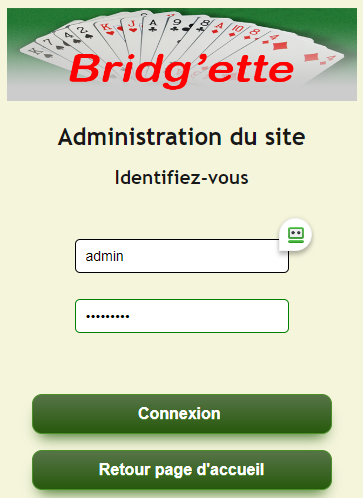 Bridg'ette
Administration du site
Identifiez-vous
admin
•••••••••
Connexion
Retour page d'accueil